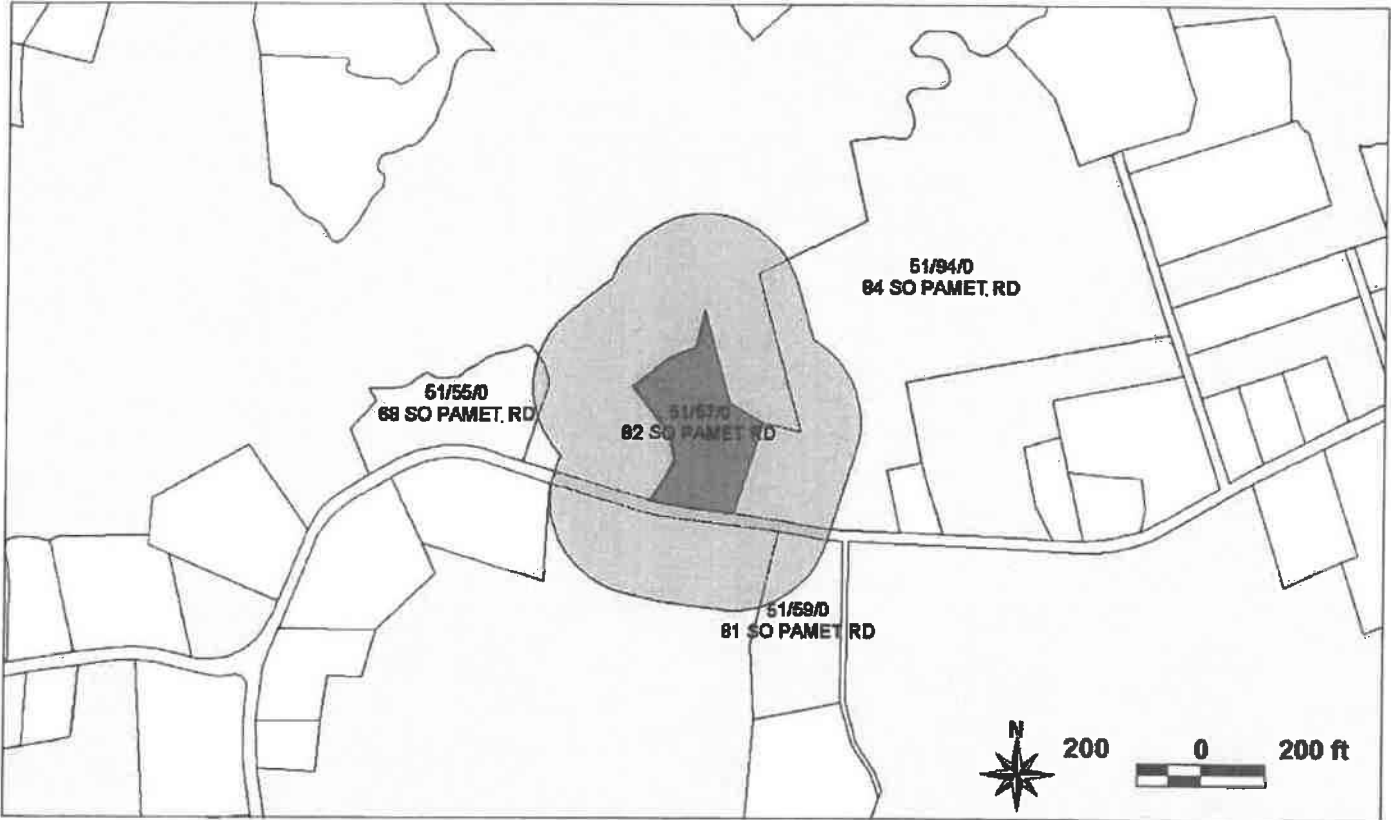 51/94/0
84 SO PAMET RD
51/55/0
69 SO PAMET RD
51/57/0
82 SO PAMET RD
51/59/0
81 SO PAMET RD
N
200 0 200 ft